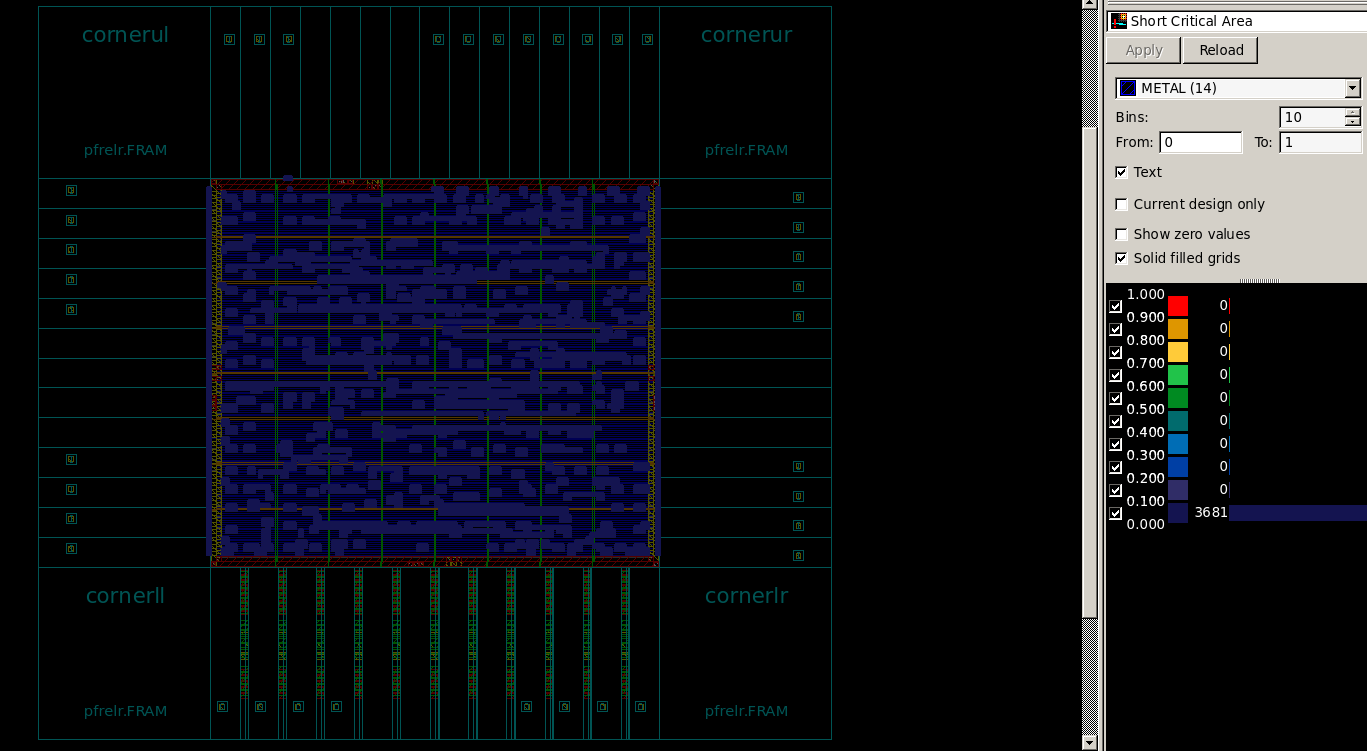 cornerul
cornerur
pfrelr.FRAM
pfrelr.FRAM
cornerll
cornerlr
pfrelr.FRAM
pfrelr.FRAM
Short Critical Area
Apply Reload
METAL (14)
Bins: 10
From: 0 To: 1
Text
Current design only
Show zero values
Solid filled grids
1.000
0
0.900
0
0.800
0
0.700
0
0.600
0
0.500
0
0.400
0
0.300
0
0.200
0
0.100
3681
0.000